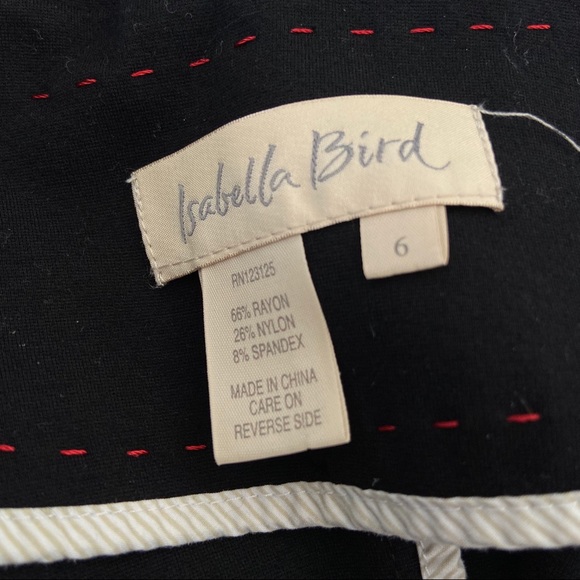 Isabella Bird
6
RN123125
66% RAYON
26% NYLON
8% SPANDEX
MADE IN CHINA
CARE ON
REVERSE SIDE